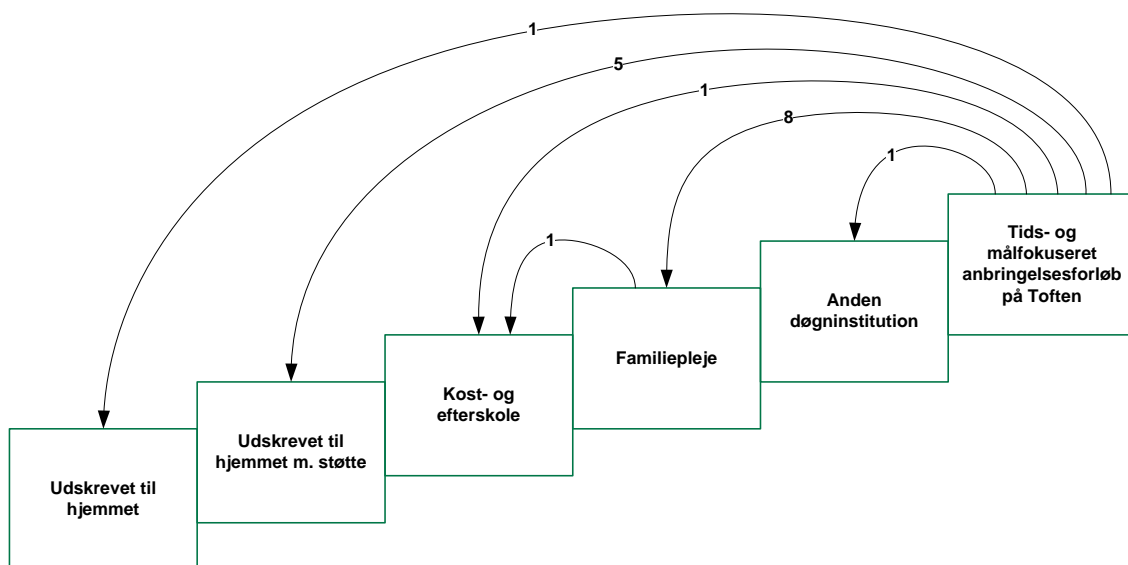 1
5
1
8
1
1
Tids- og
målfokuseret
anbringelsesforløb
på Toften
Anden
døgninstitution
Familiepleje
Kost- og
efterskole
Udskrevet til
hjemmet m. støtte
Udskrevet til
hjemmet